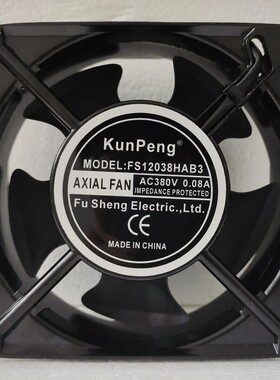 KunPeng®
MODEL:FS12038HAB3
AXIAL FAN AC380V 0.08A
IMPEDANCE PROTECTED
Fu Sheng Electric.,Ltd.
CE
MADE IN CHINA